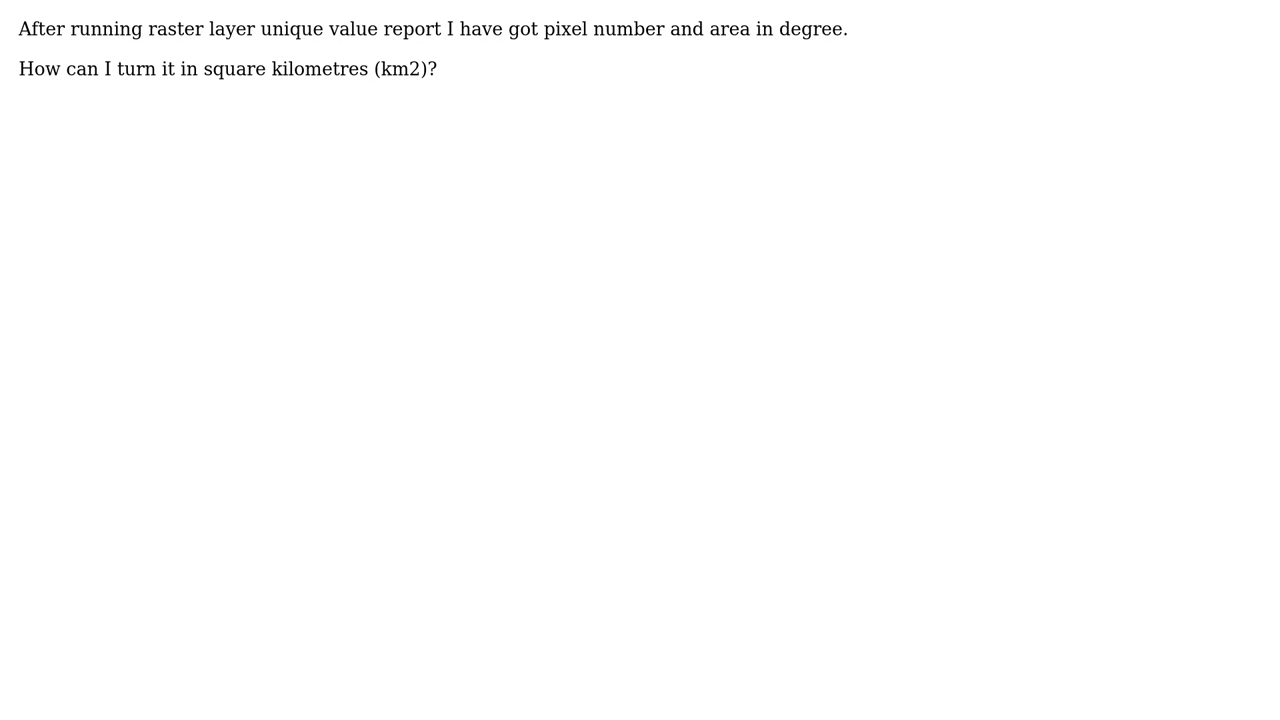 After running raster layer unique value report I have got pixel number and area in degree.
How can I turn it in square kilometres (km2)?